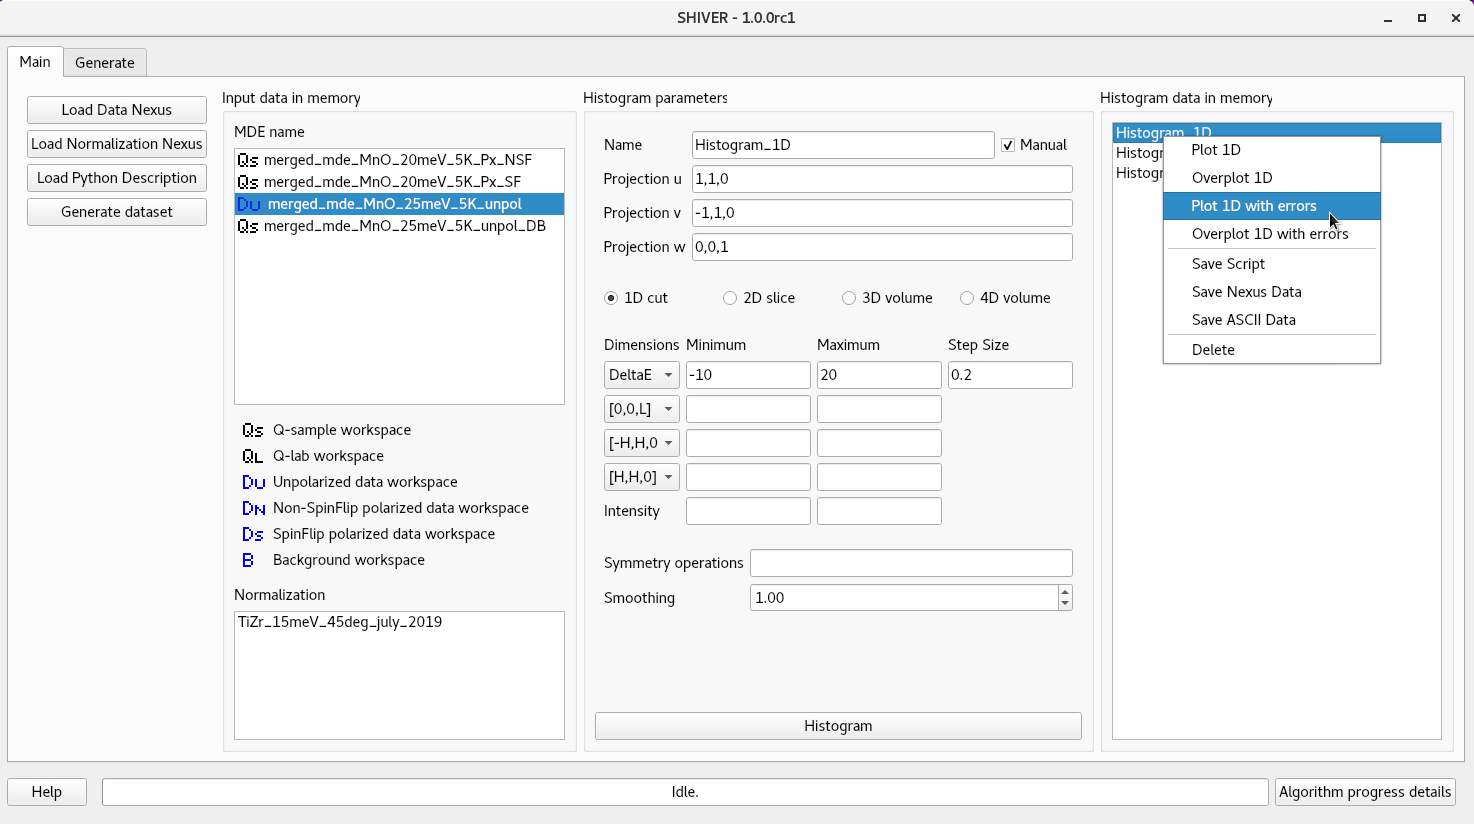 SHIVER - 1.0.0rc1
Main
Generate
Load Data Nexus
Load Normalization Nexus
Load Python Description
Generate dataset
Input data in memory
MDE name
Qs merged_mde_MnO_20meV_5K_Px_NSF
Qs merged_mde_MnO_20meV_5K_Px_SF
Du merged_mde_MnO_25meV_5K_unpol
Qs merged_mde_MnO_25meV_5K_unpol_DB
Qs Q-sample workspace
QL Q-lab workspace
Du Unpolarized data workspace
DN Non-SpinFlip polarized data workspace
Ds SpinFlip polarized data workspace
B Background workspace
Normalization
TiZr_15meV_45deg_july_2019
Histogram parameters
Name Histogram_1D Manual
Projection u 1,1,0
Projection v -1,1,0
Projection w 0,0,1
1D cut 2D slice 3D volume 4D volume
Dimensions Minimum Maximum Step Size
DeltaE -10 20 0.2
[0,0,L]
[-H,H,0
[H,H,0]
Intensity
Symmetry operations
Smoothing 1.00
Histogram
Histogram data in memory
Histogram_1D
Histogr
Histogr
Plot 1D
Overplot 1D
Plot 1D with errors
Overplot 1D with errors
Save Script
Save Nexus Data
Save ASCII Data
Delete
Help
Idle.
Algorithm progress details